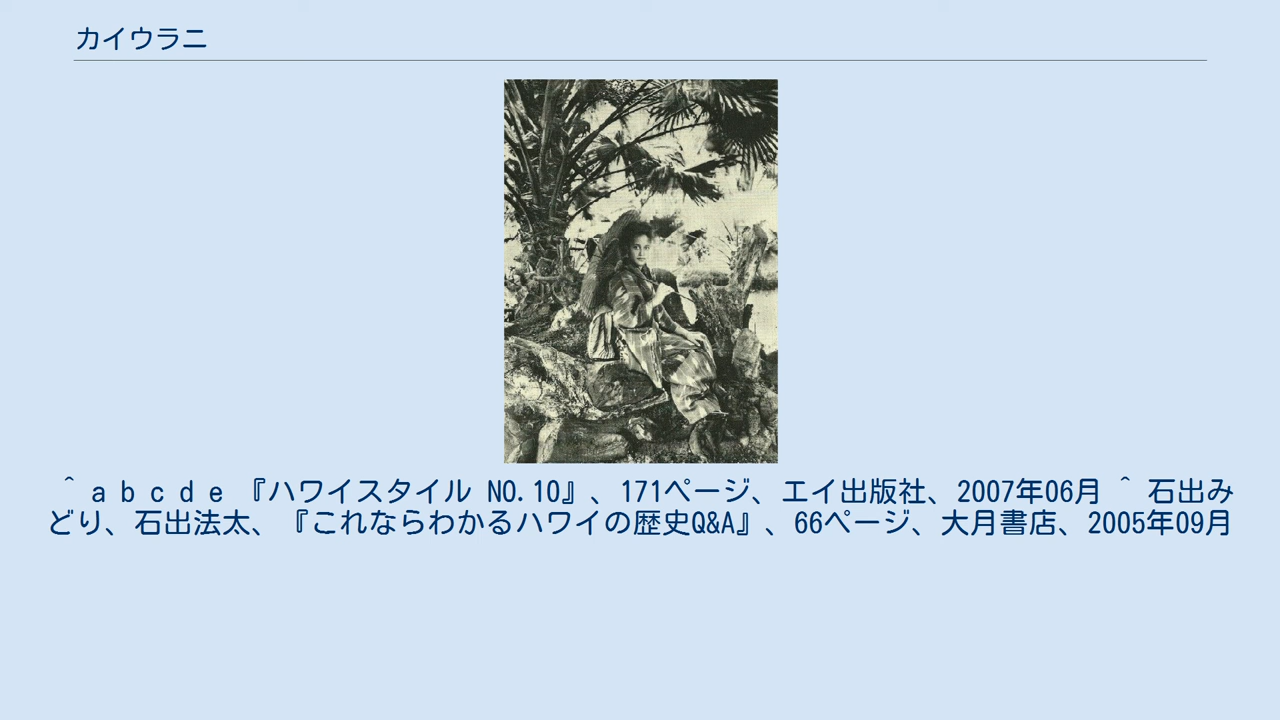 カイウラニ
^ a b c d e 『ハワイスタイル NO.10』、171ページ、エイ出版社、2007年06月 ^ 石出み
どり、石出法太、『これならわかるハワイの歴史Q&A』、66ページ、大月書店、2005年09月